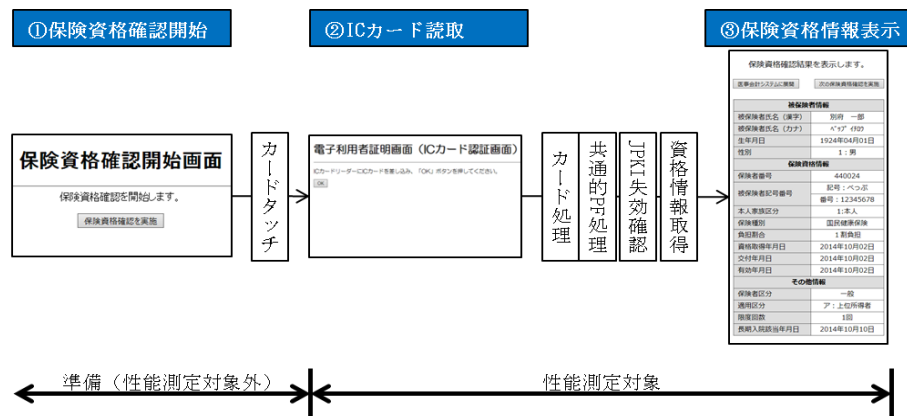 ①保険資格確認開始
②ICカード読取
③保険資格情報表示
保険資格確認開始画面
保険資格確認を開始します。
保険資格確認を実施
カードタッチ
電子利用者証明画面（ICカード認証画面）
ICカードリーダーにICカードを差し込み、「OK」ボタンを押してください。
OK
カード処理
共通的PF処理
JPKI失効確認
資格情報取得
保険資格確認結果を表示します。
医事会計システムに展開 次の保険資格確認を実施
被保険者情報
被保険者氏名（漢字） 別府 一郎
被保険者氏名（カナ） ﾍﾞｯﾌﾟ ｲﾁﾛｳ
生年月日 1924年04月01日
性別 1：男
保険資格情報
保険者番号 440024
被保険者記号番号 記号：べっぷ
番号：12345678
本人家族区分 1:本人
保険種別 国民健康保険
負担割合 1割負担
資格取得年月日 2014年10月02日
交付年月日 2014年10月02日
有効年月日 2014年10月02日
その他情報
保険者区分 一般
適用区分 ア：上位所得者
限度回数 1回
長期入院該当年月日 2014年10月10日
準備（性能測定対象外）
性能測定対象